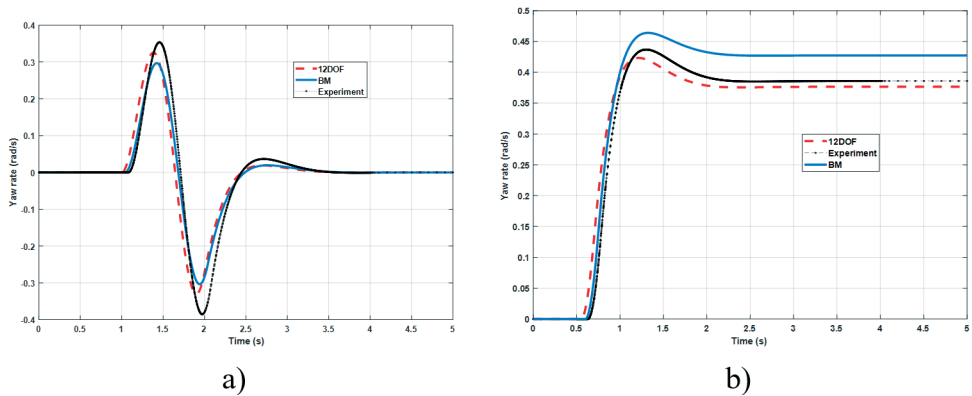 0.4
0.3
0.2
0.1
0
-0.1
-0.2
-0.3
-0.4
Yaw rate (rad/s)
12DOF
BM
Experiment
0 0.5 1 1.5 2 2.5 3 3.5 4 4.5 5
Time (s)
a)
0.5
0.45
0.4
0.35
0.3
0.25
0.2
0.15
0.1
0.05
0
Yaw rate (rad/s)
12DOF
Experiment
BM
0 0.5 1 1.5 2 2.5 3 3.5 4 4.5 5
Time (s)
b)